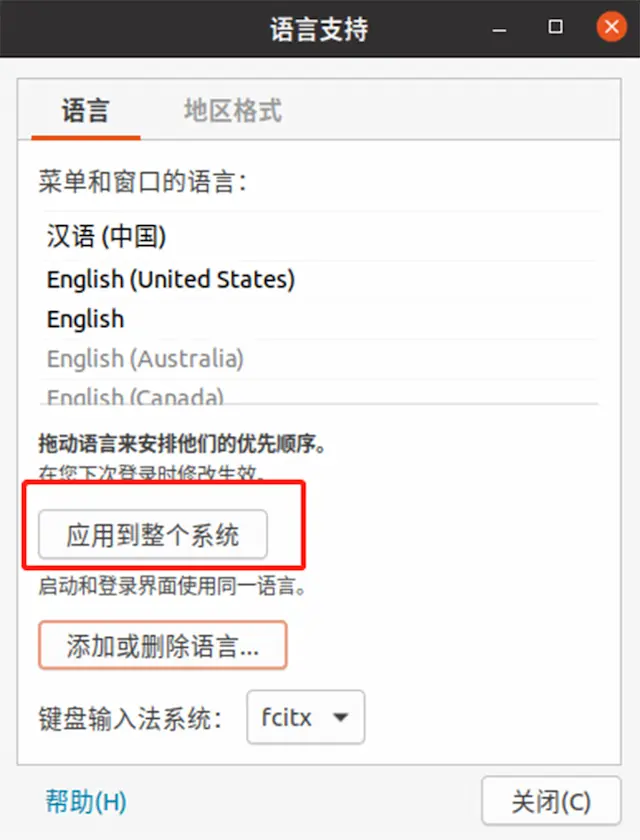 语言支持
语言 地区格式
菜单和窗口的语言：
汉语 (中国)
English (United States)
English
English (Australia)
English (Canada)
拖动语言来安排他们的优先顺序。
在您下次登录时修改生效。
应用到整个系统
启动和登录界面使用同一语言。
添加或删除语言...
键盘输入法系统： fcitx
帮助(H) 关闭(C)